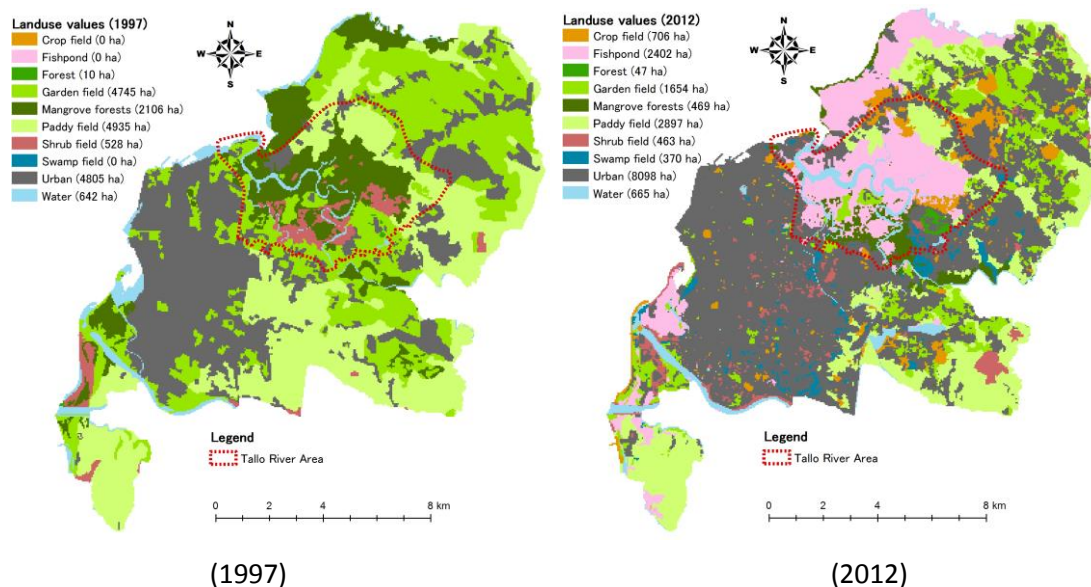 Landuse values (1997)
Crop field (0 ha)
Fishpond (0 ha)
Forest (10 ha)
Garden field (4745 ha)
Mangrove forests (2106 ha)
Paddy field (4935 ha)
Shrub field (528 ha)
Swamp field (0 ha)
Urban (4805 ha)
Water (642 ha)
N
W E
S
Legend
Tallo River Area
0 2 4 8 km
(1997)
Landuse values (2012)
Crop field (706 ha)
Fishpond (2402 ha)
Forest (47 ha)
Garden field (1654 ha)
Mangrove forests (469 ha)
Paddy field (2897 ha)
Shrub field (463 ha)
Swamp field (370 ha)
Urban (8098 ha)
Water (665 ha)
N
W E
S
Legend
Tallo River Area
0 2 4 8 km
(2012)